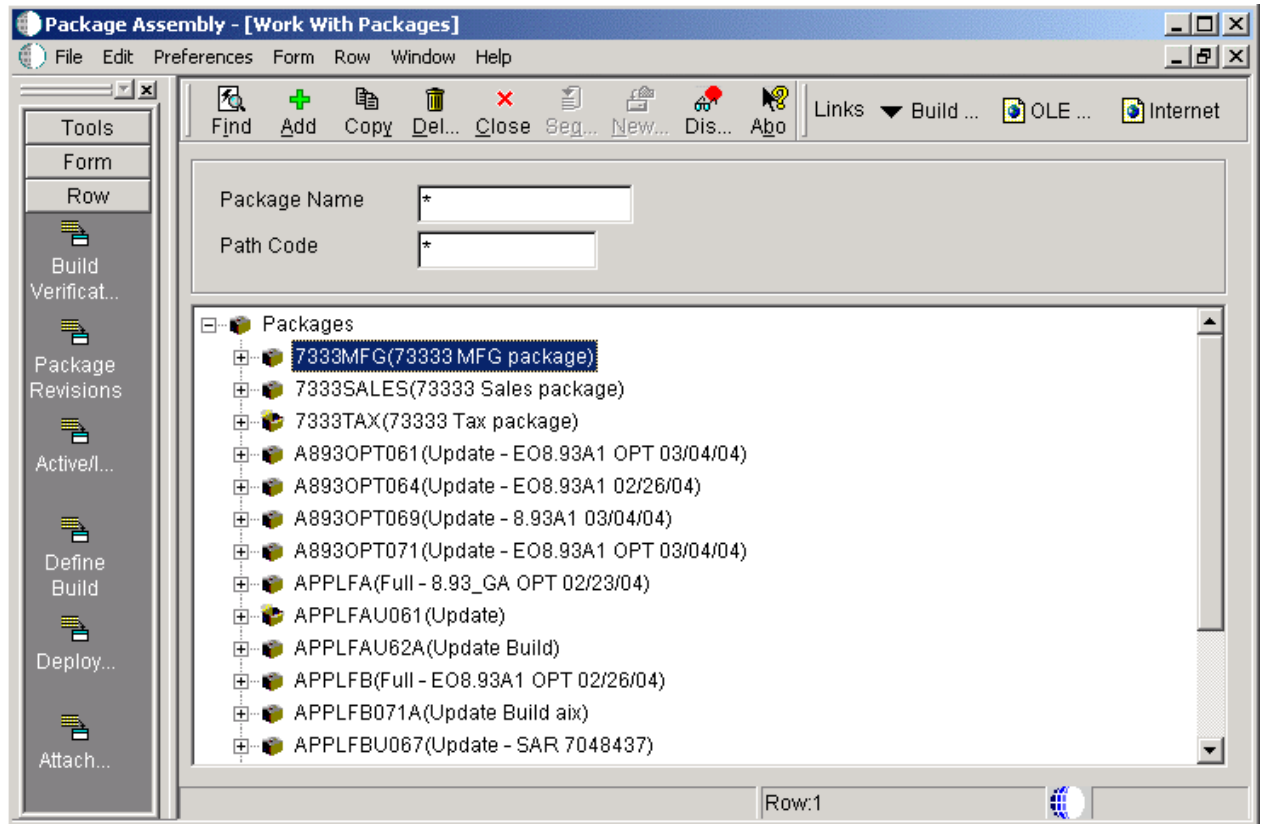 Package Assembly - [Work With Packages]
File Edit Preferences Form Row Window Help
Tools
Form
Row
Build
Verificat...
Package
Revisions
Active/I...
Define
Build
Deploy...
Attach...
Find Add Copy Del... Close Seq... New... Dis... Abo Links Build ... OLE ... Internet
Package Name *
Path Code *
Packages
7333MFG(73333 MFG package)
7333SALES(73333 Sales package)
7333TAX(73333 Tax package)
A893OPT061(Update - EO8.93A1 OPT 03/04/04)
A893OPT064(Update - EO8.93A1 02/26/04)
A893OPT069(Update - 8.93A1 03/04/04)
A893OPT071(Update - EO8.93A1 OPT 03/04/04)
APPLFA(Full - 8.93_GA OPT 02/23/04)
APPLFAU061(Update)
APPLFAU62A(Update Build)
APPLFB(Full - EO8.93A1 OPT 02/26/04)
APPLFB071A(Update Build aix)
APPLFBU067(Update - SAR 7048437)
Row:1